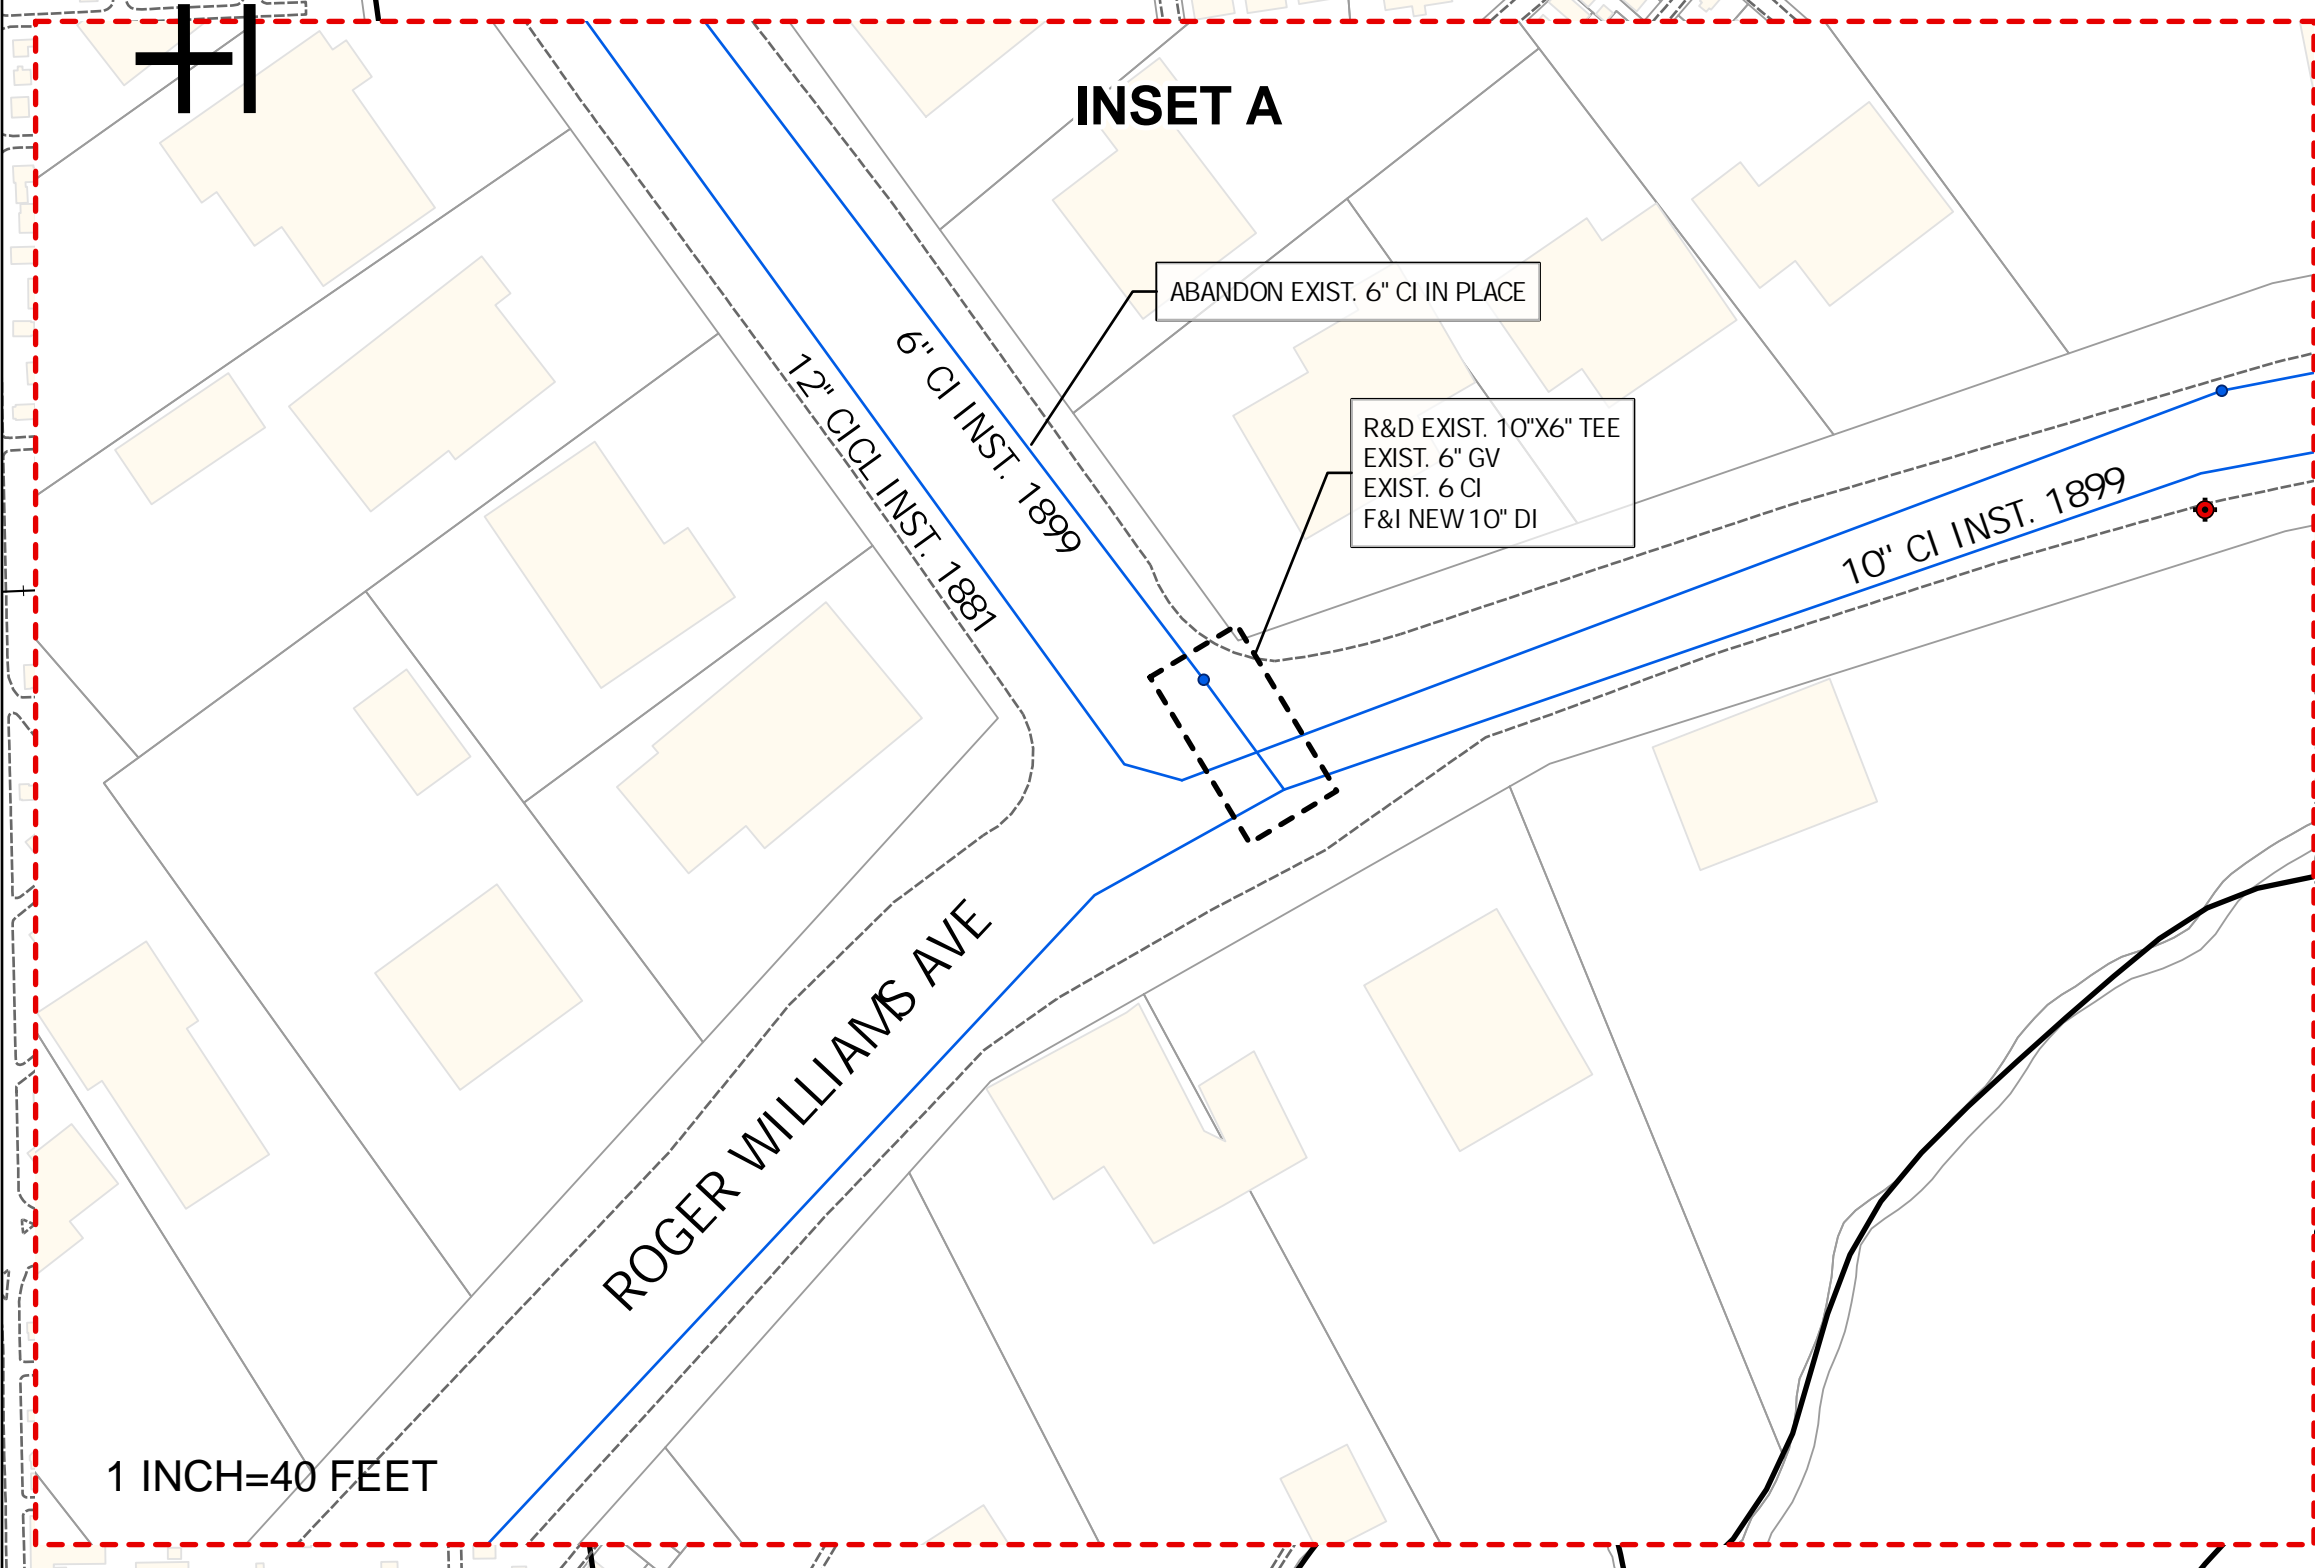 INSET A
ABANDON EXIST. 6" CI IN PLACE
6" CI INST. 1899
12" CICL INST. 1881
R&D EXIST. 10"X6" TEE
EXIST. 6" GV
EXIST. 6 CI
F&I NEW 10" DI
10" CI INST. 1899
ROGER WILLIAMS AVE
1 INCH=40 FEET